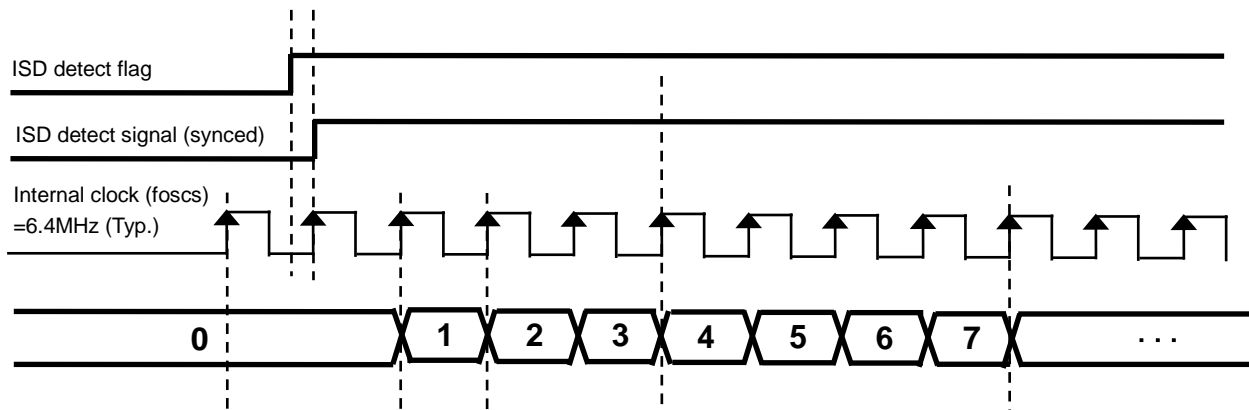 ISD detect flag
ISD detect signal (synced)
Internal clock (foscs)
=6.4MHz (Typ.)
0 1 2 3 4 5 6 7 . . .